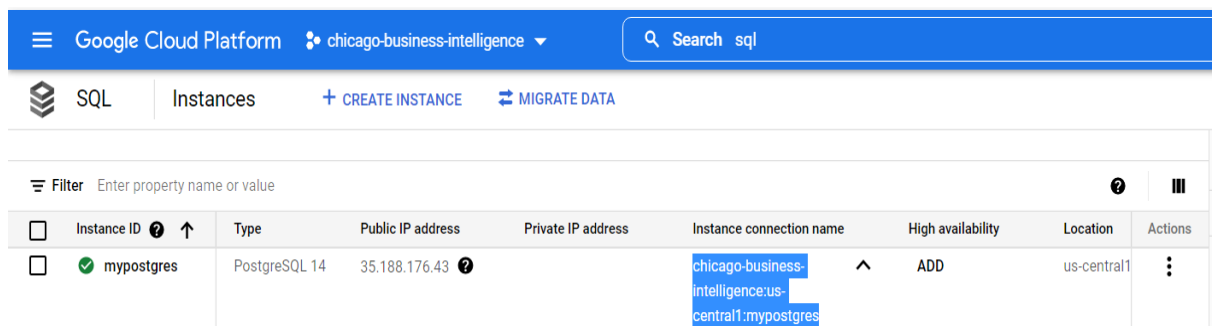 Google Cloud Platform chicago-business-intelligence Search sql
SQL Instances + CREATE INSTANCE MIGRATE DATA
Filter Enter property name or value
Instance ID Type Public IP address Private IP address Instance connection name High availability Location Actions
mypostgres PostgreSQL 14 35.188.176.43 chicago-business- ADD us-central1
intelligence:us-
central1:mypostgres